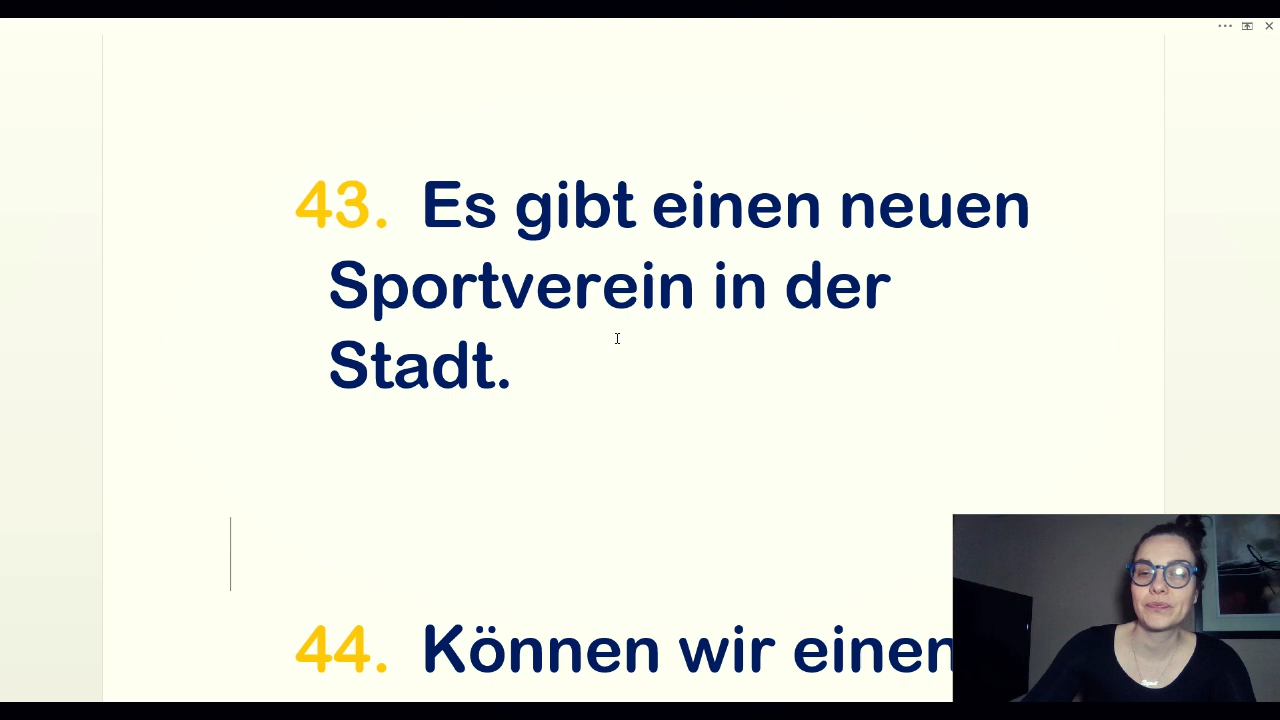 43. Es gibt einen neuen
Sportverein in der
Stadt.
44. Können wir einen